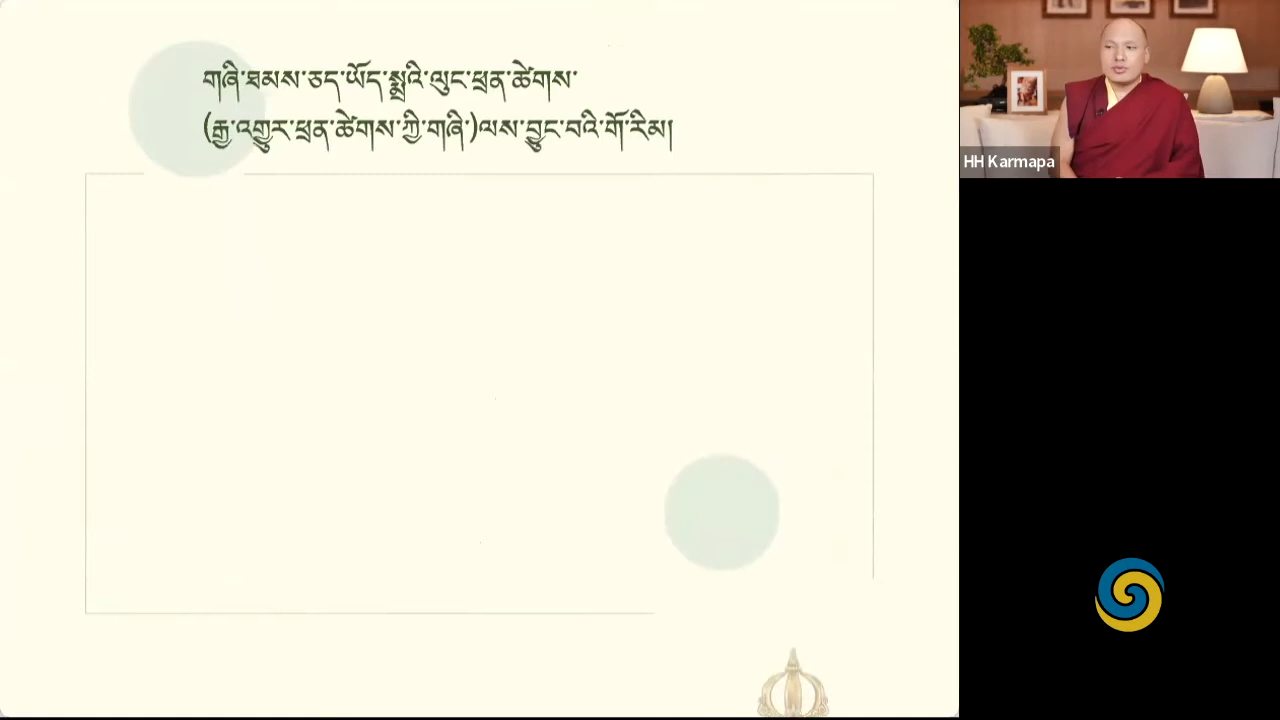 གཞི་ཐམས་ཅད་ཡོད་སྨྲའི་ལུང་ཕྲན་ཚེགས་
(རྒྱ་འགྱུར་ཕྲན་ཚེགས་ཀྱི་གཞི་)ལས་བྱུང་བའི་གོ་རིམ།
HH Karmapa